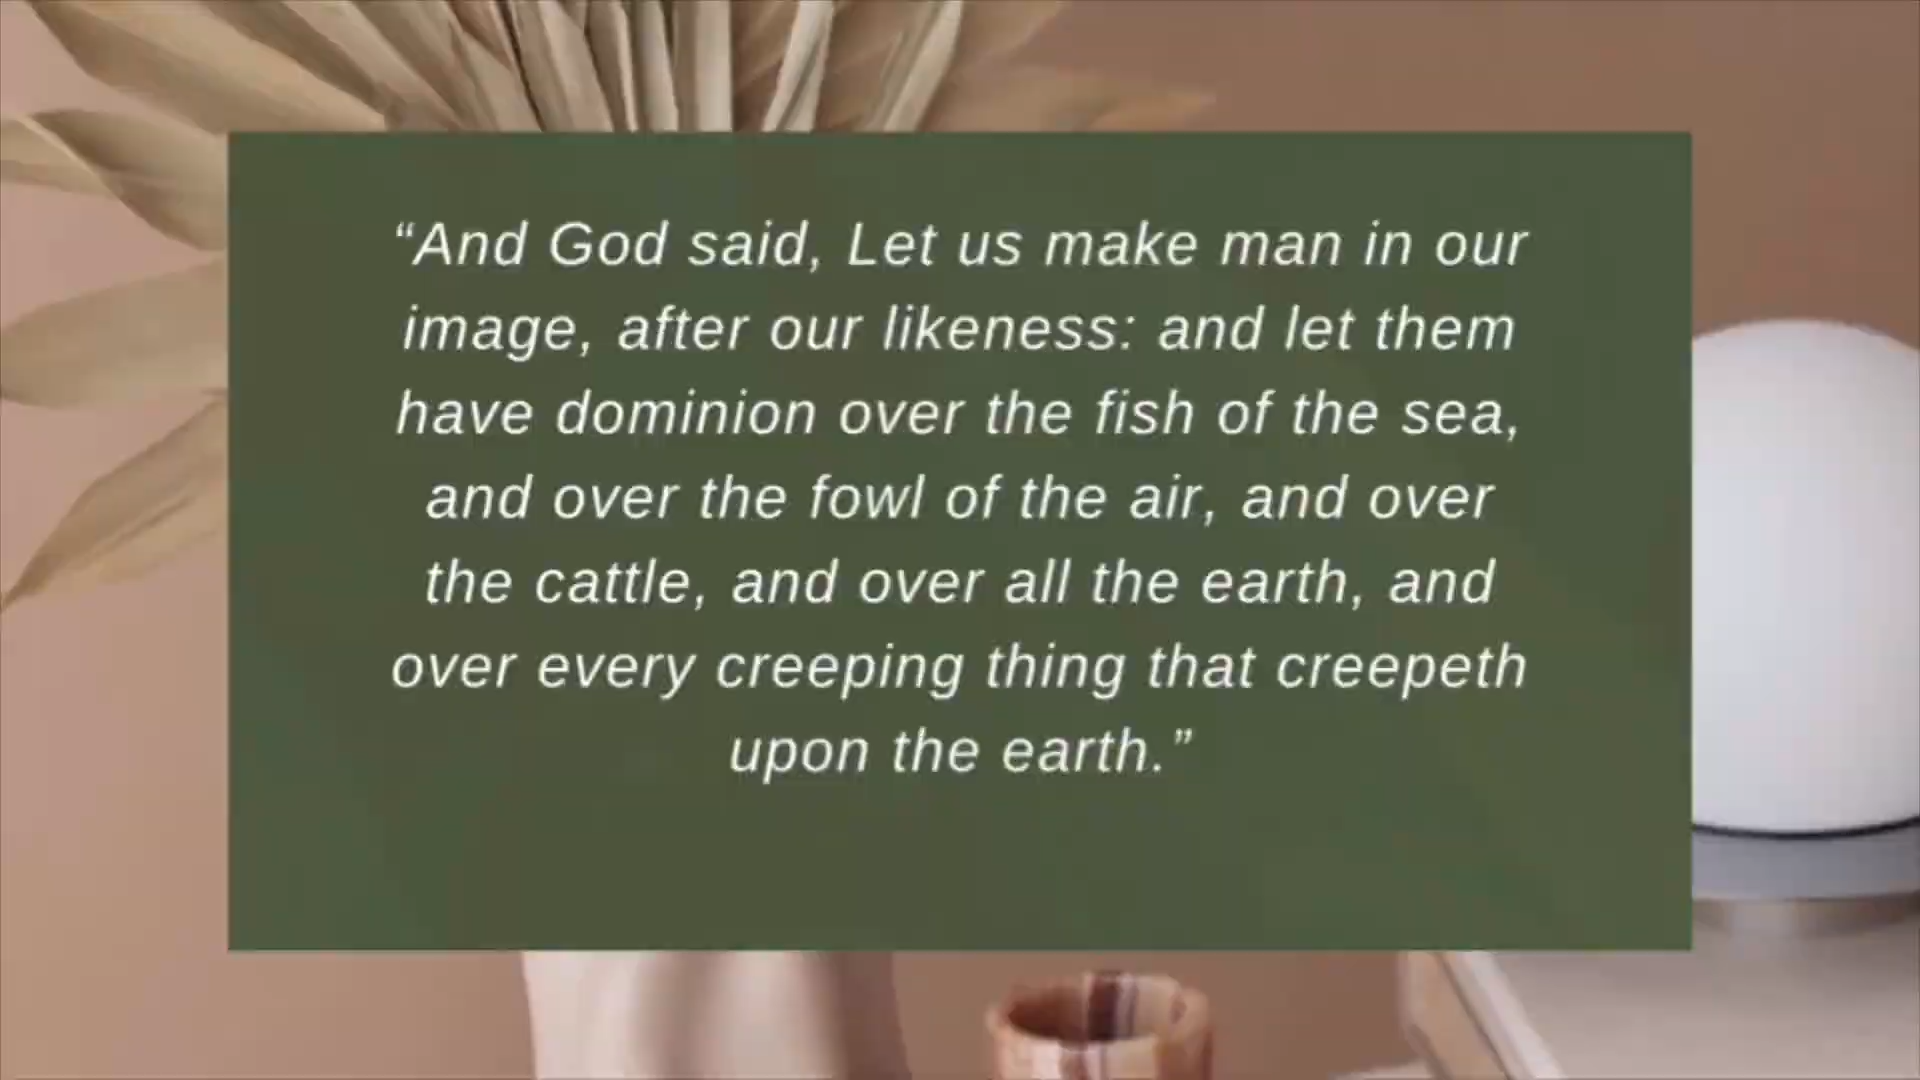 “And God said, Let us make man in our
image, after our likeness: and let them
have dominion over the fish of the sea,
and over the fowl of the air, and over
the cattle, and over all the earth, and
over every creeping thing that creepeth
upon the earth.”